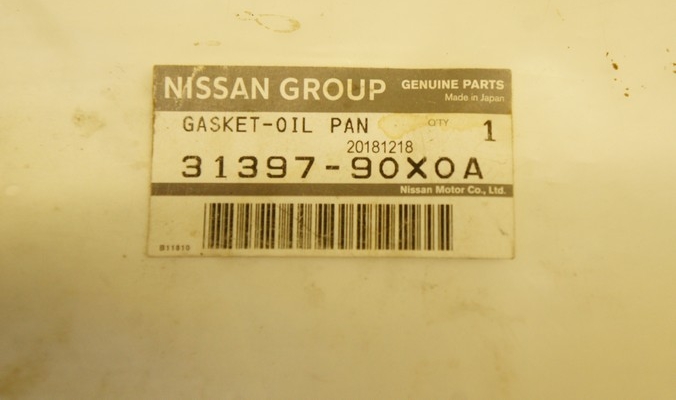 NISSAN GROUP GENUINE PARTS
Made in Japan
GASKET-OIL PAN QTY 1
20181218
31397-90X0A
Nissan Motor Co., Ltd.
B11810